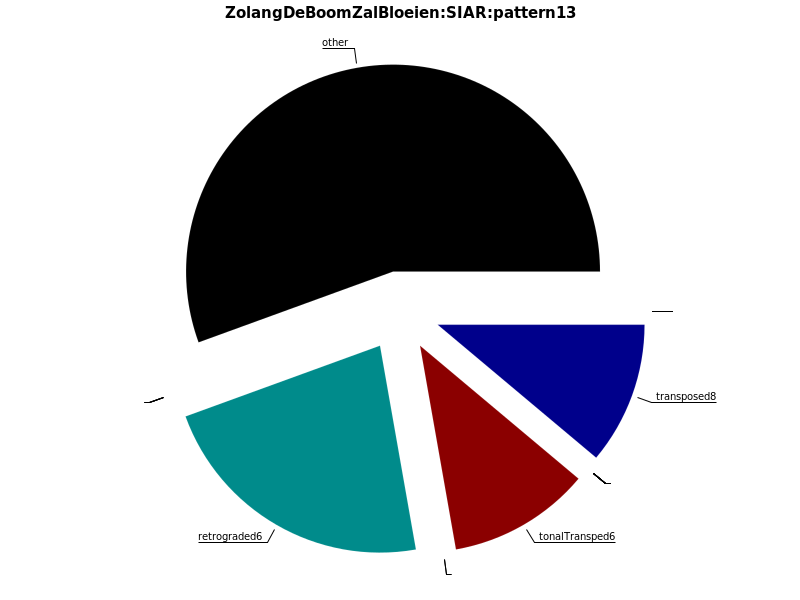 ZolangDeBoomZalBloeien:SIAR:pattern13
other
transposed8
retrograded6
tonalTransped6